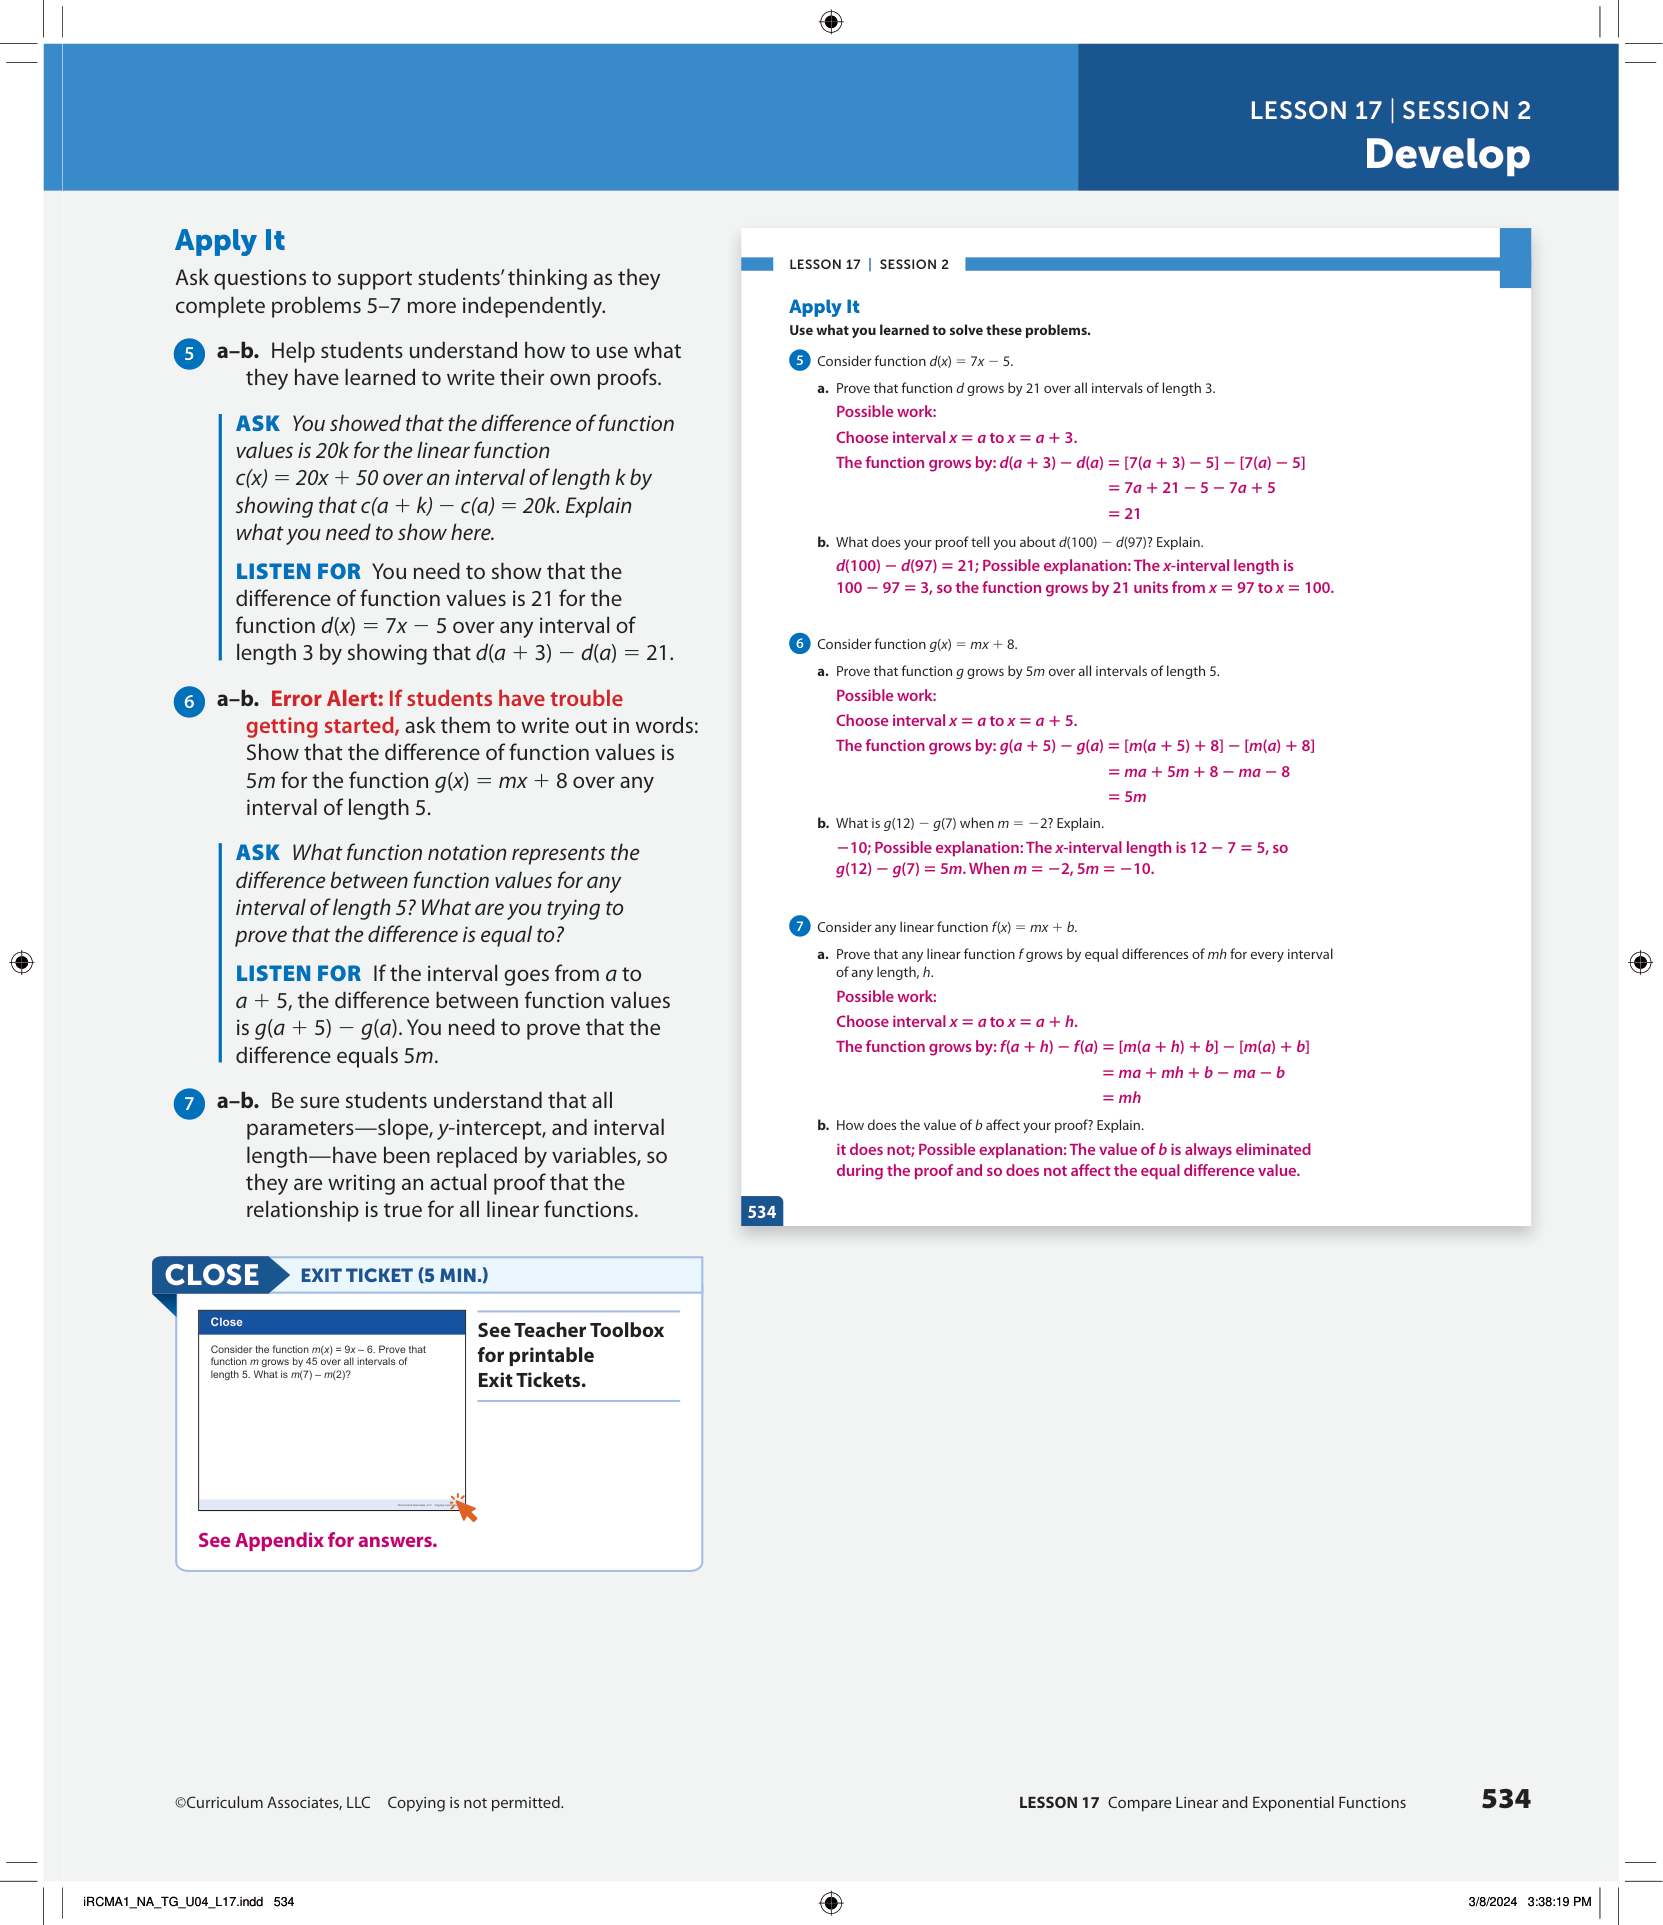 LESSON 17 | SESSION 2
Develop
Apply It
Ask questions to support students’ thinking as they
complete problems 5–7 more independently.
5 a–b. Help students understand how to use what
they have learned to write their own proofs.
ASK You showed that the difference of function
values is 20k for the linear function
c(x) = 20x + 50 over an interval of length k by
showing that c(a + k) − c(a) = 20k. Explain
what you need to show here.
LISTEN FOR You need to show that the
difference of function values is 21 for the
function d(x) = 7x − 5 over any interval of
length 3 by showing that d(a + 3) − d(a) = 21.
6 a–b. Error Alert: If students have trouble
getting started, ask them to write out in words:
Show that the difference of function values is
5m for the function g(x) = mx + 8 over any
interval of length 5.
ASK What function notation represents the
difference between function values for any
interval of length 5? What are you trying to
prove that the difference is equal to?
LISTEN FOR If the interval goes from a to
a + 5, the difference between function values
is g(a + 5) − g(a). You need to prove that the
difference equals 5m.
7 a–b. Be sure students understand that all
parameters—slope, y-intercept, and interval
length—have been replaced by variables, so
they are writing an actual proof that the
relationship is true for all linear functions.
CLOSE EXIT TICKET (5 MIN.)
Close
Consider the function m(x) = 9x – 6. Prove that
function m grows by 45 over all intervals of
length 5. What is m(7) – m(2)?
See Teacher Toolbox
for printable
Exit Tickets.
See Appendix for answers.
LESSON 17 | SESSION 2
Apply It
Use what you learned to solve these problems.
5 Consider function d(x) = 7x − 5.
a. Prove that function d grows by 21 over all intervals of length 3.
Possible work:
Choose interval x = a to x = a + 3.
The function grows by: d(a + 3) − d(a) = [7(a + 3) − 5] − [7(a) − 5]
= 7a + 21 − 5 − 7a + 5
= 21
b. What does your proof tell you about d(100) − d(97)? Explain.
d(100) − d(97) = 21; Possible explanation: The x-interval length is
100 − 97 = 3, so the function grows by 21 units from x = 97 to x = 100.
6 Consider function g(x) = mx + 8.
a. Prove that function g grows by 5m over all intervals of length 5.
Possible work:
Choose interval x = a to x = a + 5.
The function grows by: g(a + 5) − g(a) = [m(a + 5) + 8] − [m(a) + 8]
= ma + 5m + 8 − ma − 8
= 5m
b. What is g(12) − g(7) when m = −2? Explain.
−10; Possible explanation: The x-interval length is 12 − 7 = 5, so
g(12) − g(7) = 5m. When m = −2, 5m = −10.
7 Consider any linear function f(x) = mx + b.
a. Prove that any linear function f grows by equal differences of mh for every interval
of any length, h.
Possible work:
Choose interval x = a to x = a + h.
The function grows by: f(a + h) − f(a) = [m(a + h) + b] − [m(a) + b]
= ma + mh + b − ma − b
= mh
b. How does the value of b affect your proof? Explain.
it does not; Possible explanation: The value of b is always eliminated
during the proof and so does not affect the equal difference value.
534
©Curriculum Associates, LLC Copying is not permitted.
LESSON 17 Compare Linear and Exponential Functions 534
iRCMA1_NA_TG_U04_L17.indd 534
3/8/2024 3:38:19 PM